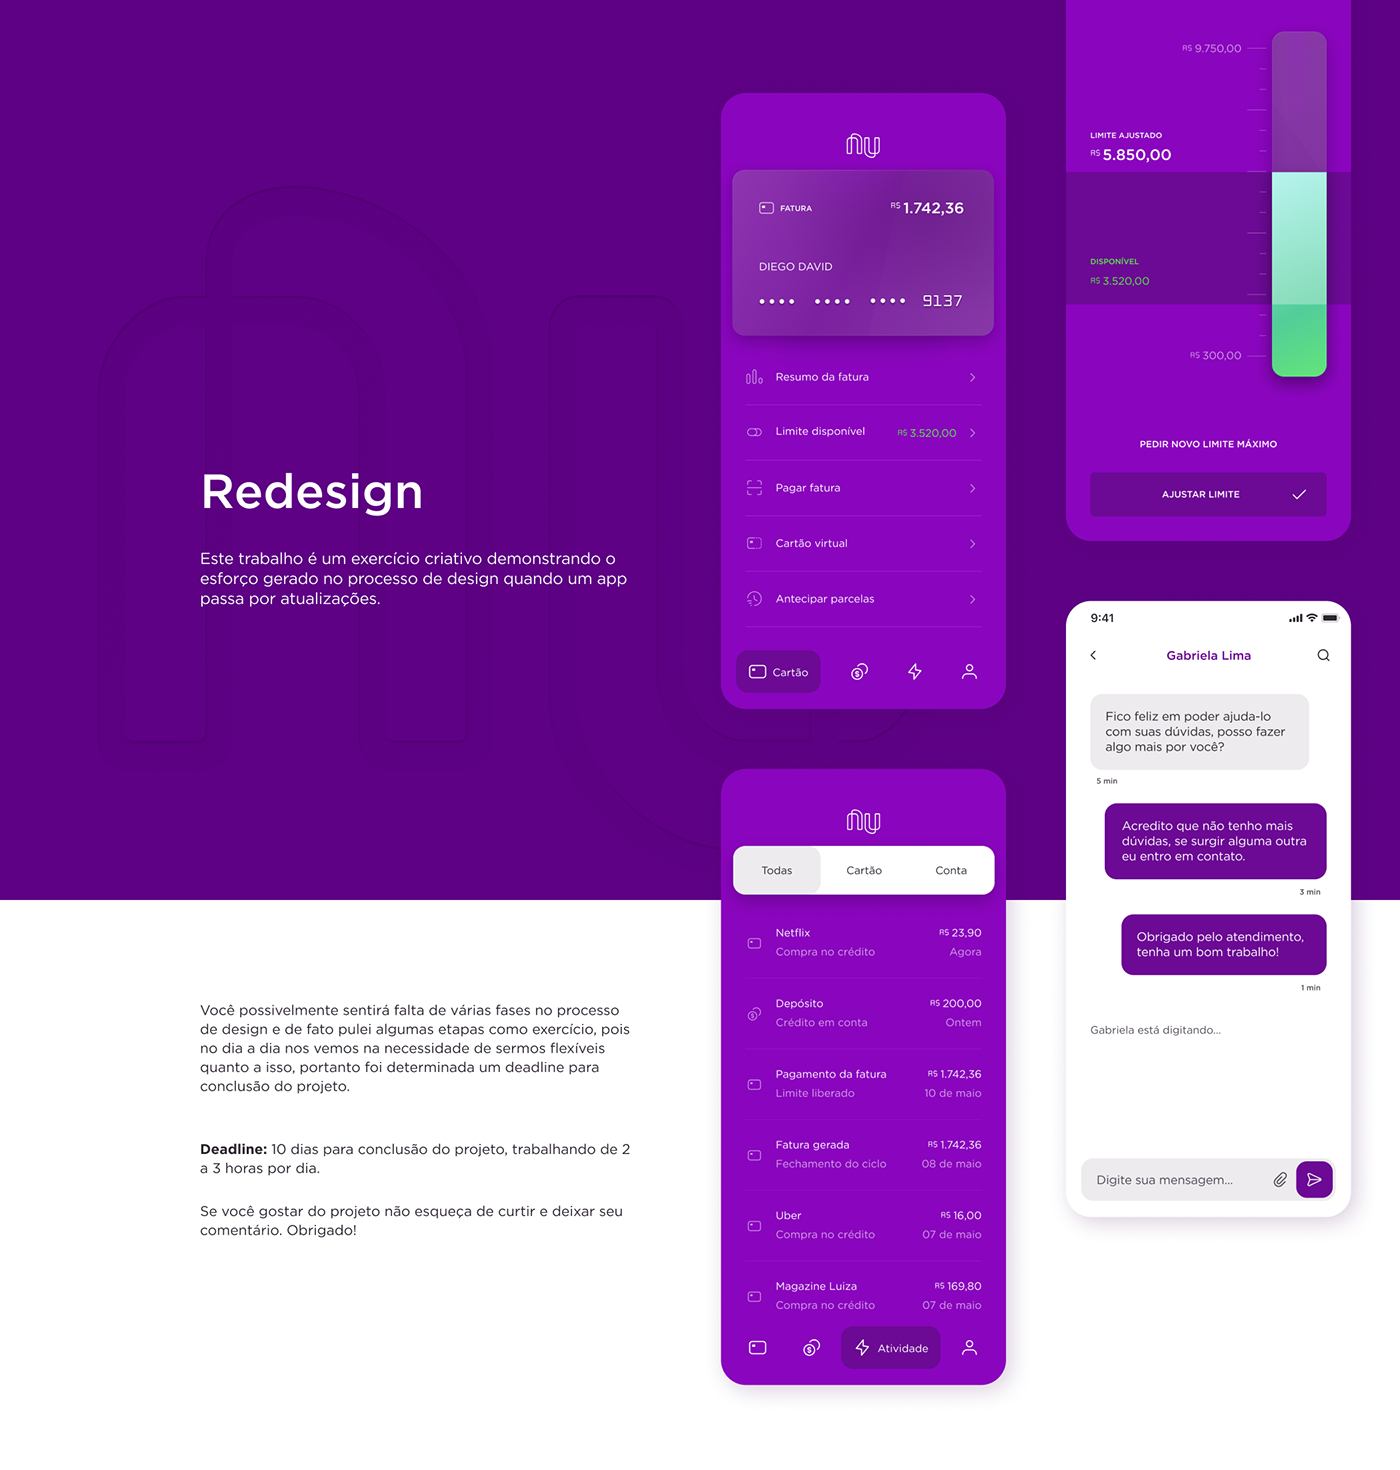 Redesign
Este trabalho é um exercício criativo demonstrando o
esforço gerado no processo de design quando um app
passa por atualizações.
Você possivelmente sentirá falta de várias fases no processo
de design e de fato pulei algumas etapas como exercício, pois
no dia a dia nos vemos na necessidade de sermos flexíveis
quanto a isso, portanto foi determinada um deadline para
conclusão do projeto.
Deadline: 10 dias para conclusão do projeto, trabalhando de 2
a 3 horas por dia.
Se você gostar do projeto não esqueça de curtir e deixar seu
comentário. Obrigado!
nu
FATURA R$ 1.742,36
DIEGO DAVID
•••• •••• •••• 9137
Resumo da fatura
Limite disponível R$ 3.520,00
Pagar fatura
Cartão virtual
Antecipar parcelas
Cartão
nu
Todas Cartão Conta
Netflix R$ 23,90
Compra no crédito Agora
Depósito R$ 200,00
Crédito em conta Ontem
Pagamento da fatura R$ 1.742,36
Limite liberado 10 de maio
Fatura gerada R$ 1.742,36
Fechamento do ciclo 08 de maio
Uber R$ 16,00
Compra no crédito 07 de maio
Magazine Luiza R$ 169,80
Compra no crédito 07 de maio
Atividade
R$ 9.750,00
LIMITE AJUSTADO
R$ 5.850,00
DISPONÍVEL
R$ 3.520,00
R$ 300,00
PEDIR NOVO LIMITE MÁXIMO
AJUSTAR LIMITE
9:41
Gabriela Lima
Fico feliz em poder ajuda-lo
com suas dúvidas, posso fazer
algo mais por você?
5 min
Acredito que não tenho mais
dúvidas, se surgir alguma outra
eu entro em contato.
3 min
Obrigado pelo atendimento,
tenha um bom trabalho!
1 min
Gabriela está digitando...
Digite sua mensagem...